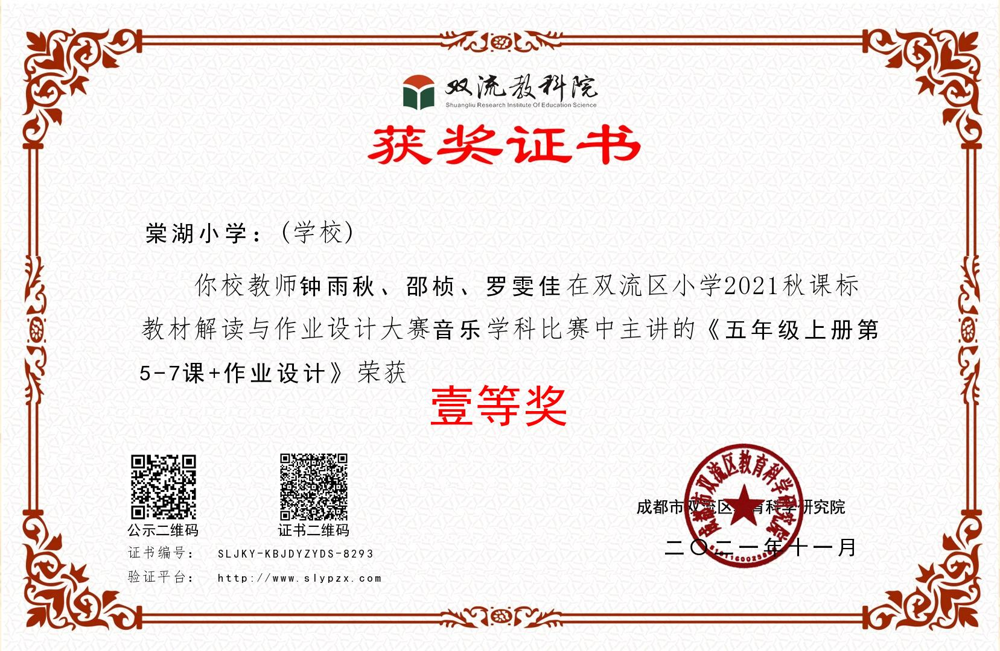 双流教科院
Shuangliu Research Institute Of Education Science
获奖证书
棠湖小学：(学校)
你校教师钟雨秋、邵桢、罗雯佳在双流区小学2021秋课标
教材解读与作业设计大赛音乐学科比赛中主讲的《五年级上册第
5-7课+作业设计》荣获
壹等奖
公示二维码
证书二维码
证书编号： SLJKY-KBJDYZYDS-8293
验证平台： http://www.slypzx.com
成都市双流区教育科学研究院
成都市双流区教育科学研究院
二〇二一年十一月